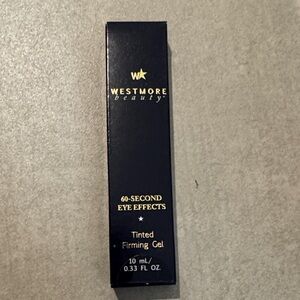 W★
WESTMORE
beauty®
60-SECOND
EYE EFFECTS
★
Tinted
Firming Gel
10 mL/
0.33 FL OZ.